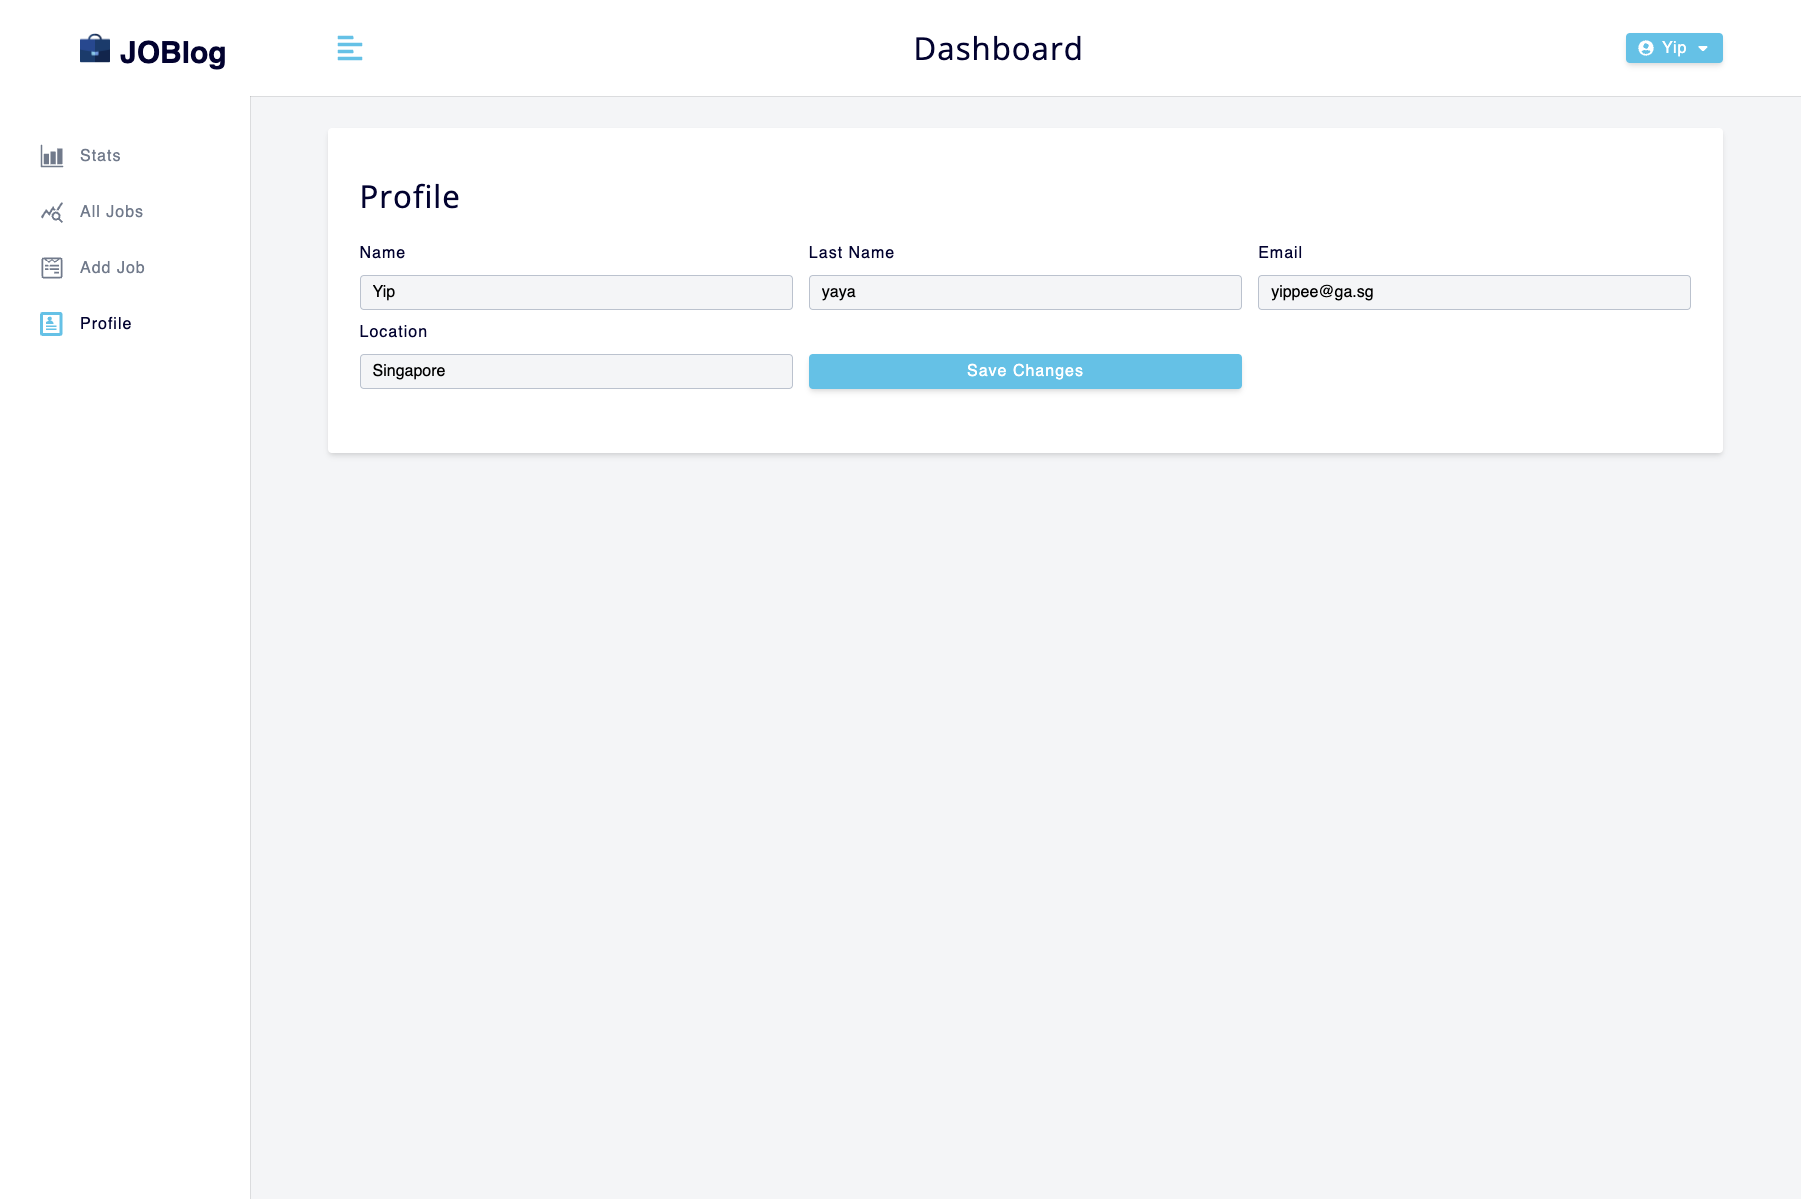 JOBlog
Dashboard
Yip
Stats
All Jobs
Add Job
Profile
Profile
Name
Last Name
Email
Yip
yaya
yippee@ga.sg
Location
Singapore
Save Changes